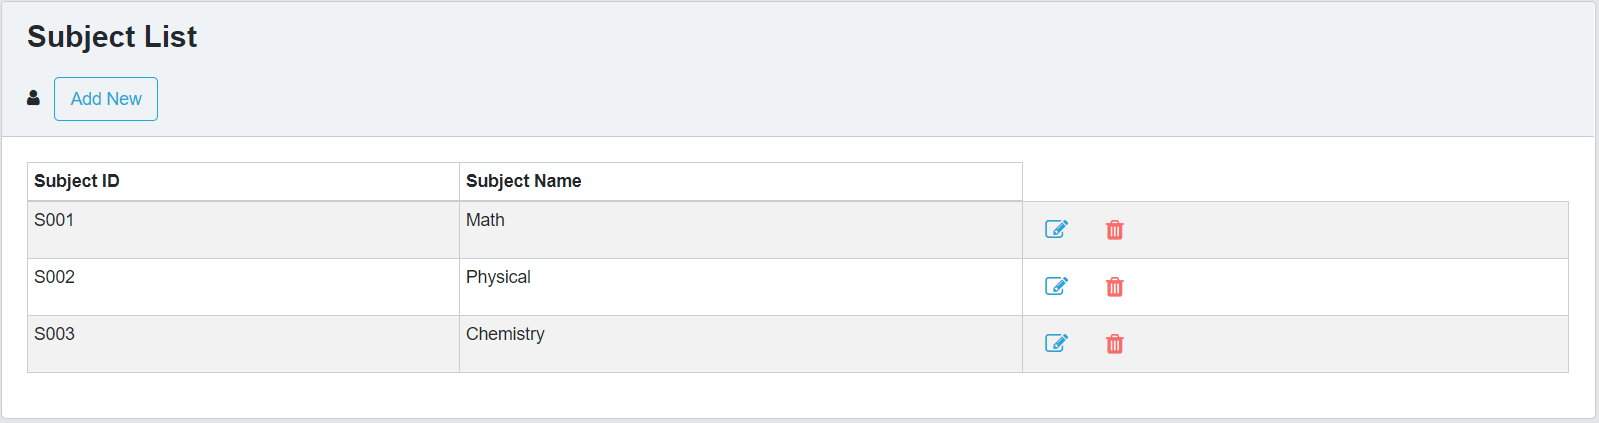 Subject List
Add New
Subject ID Subject Name
S001 Math
S002 Physical
S003 Chemistry